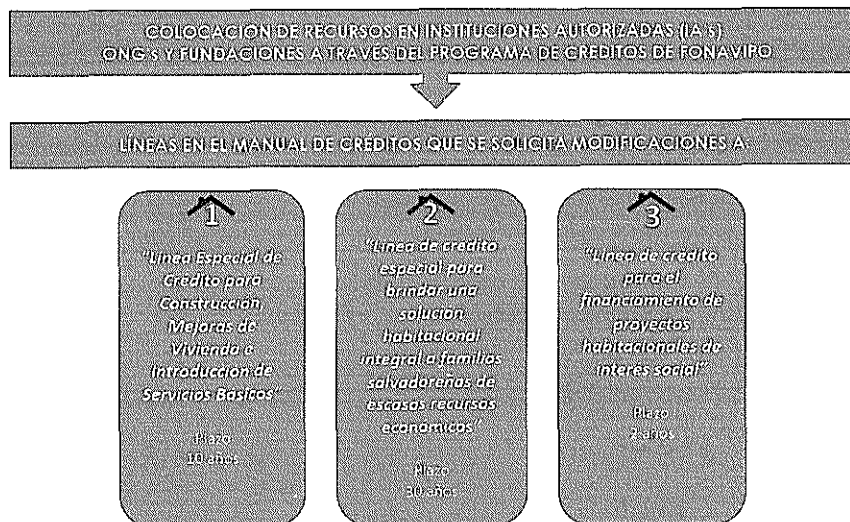 COLOCACIÓN DE RECURSOS EN INSTITUCIONES AUTORIZADAS (IA's)
ONG's Y FUNDACIONES A TRAVÉS DEL PROGRAMA DE CREDITOS DE FONAVIPO
LÍNEAS EN EL MANUAL DE CREDITOS QUE SE SOLICITA MODIFICACIONES A:
1
"Línea Especial de
Crédito para
Construcción,
Mejoras de
Vivienda e
Introducción de
Servicios Básicos"
Plazo
10 años
2
"Línea de crédito
especial para
brindar una
solución
habitacional
integral a familias
salvadoreñas de
escasos recursos
económicos"
Plazo
30 años
3
"Línea de crédito
para el
financiamiento de
proyectos
habitacionales de
interés social"
Plazo
2 años